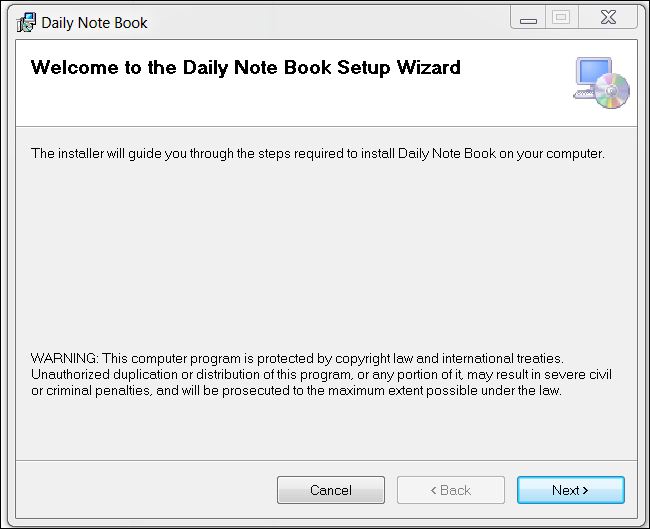 Daily Note Book
Welcome to the Daily Note Book Setup Wizard
The installer will guide you through the steps required to install Daily Note Book on your computer.
WARNING: This computer program is protected by copyright law and international treaties.
Unauthorized duplication or distribution of this program, or any portion of it, may result in severe civil
or criminal penalties, and will be prosecuted to the maximum extent possible under the law.
Cancel
< Back
Next >